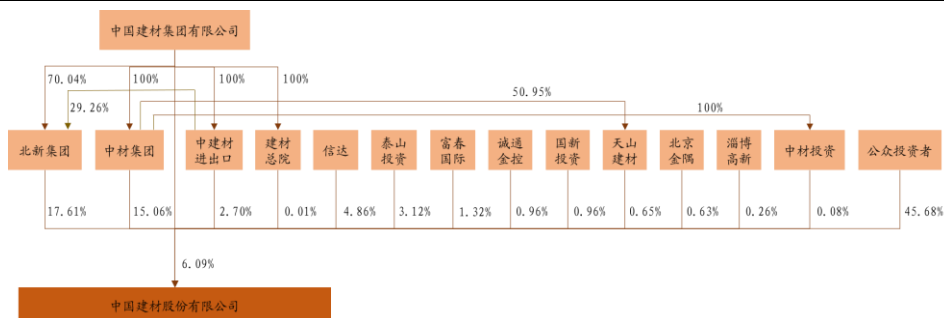 中国建材集团有限公司
70.04%
100%
100%
100%
29.26%
50.95%
100%
北新集团
中材集团
中建材
进出口
建材
总院
信达
泰山
投资
富春
国际
诚通
金控
国新
投资
天山
建材
北京
金隅
淄博
高新
中材投资
公众投资者
17.61%
15.06%
2.70%
0.01%
4.86%
3.12%
1.32%
0.96%
0.96%
0.65%
0.63%
0.26%
0.08%
45.68%
6.09%
中国建材股份有限公司